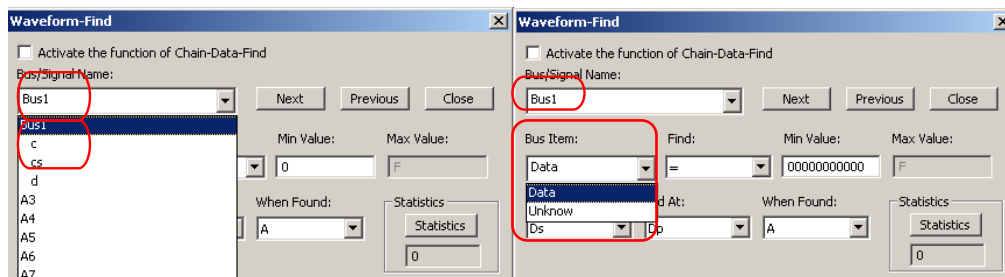 Waveform-Find
Activate the function of Chain-Data-Find
Bus/Signal Name:
Bus1 Next Previous Close
Bus1
c Min Value: Max Value:
cs 0 F
d
A3 When Found: Statistics
A4
A5 A Statistics
A6 0
A7
Waveform-Find
Activate the function of Chain-Data-Find
Bus/Signal Name:
Bus1 Next Previous Close
Bus Item: Find: Min Value: Max Value:
Data = 00000000000 F
Data
Unknow d At: When Found: Statistics
Ds Dp A Statistics
0